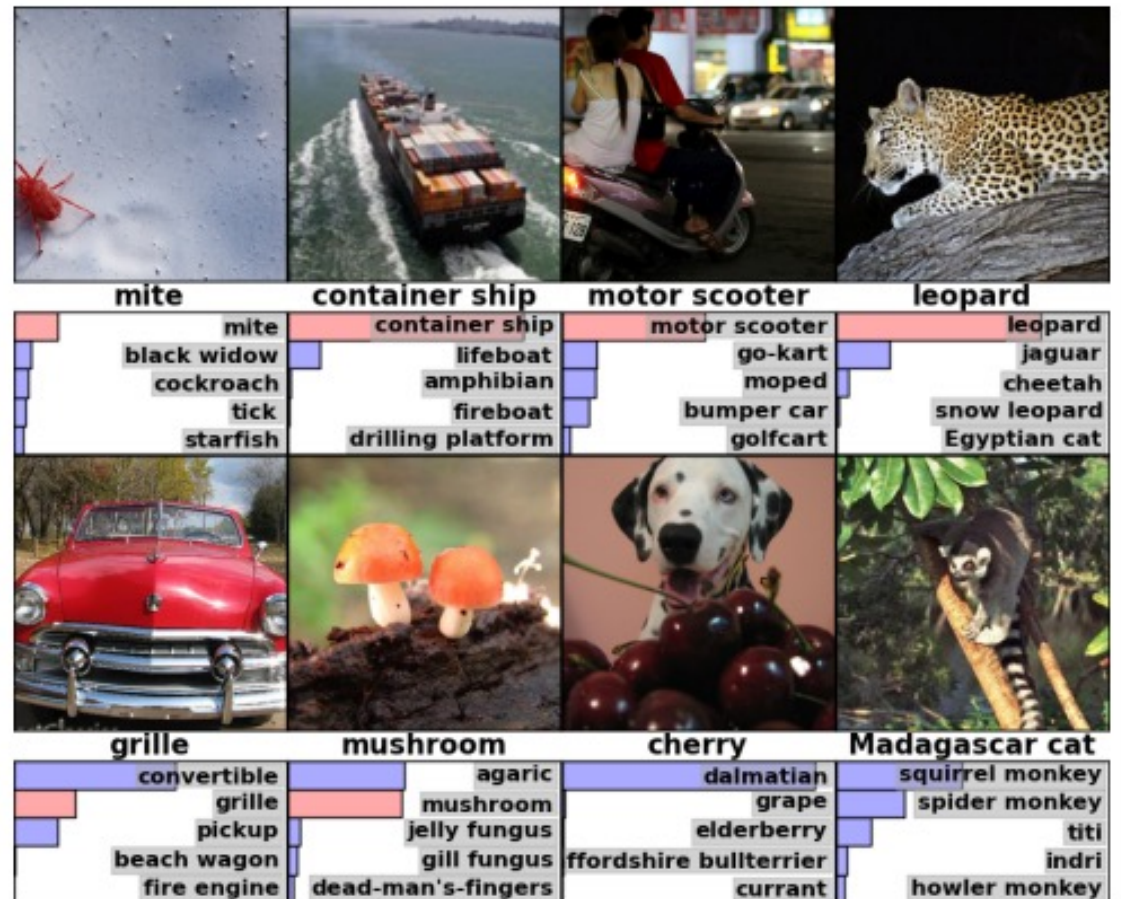 mite
container ship
motor scooter
leopard
mite
black widow
cockroach
tick
starfish
container ship
lifeboat
amphibian
fireboat
drilling platform
motor scooter
go-kart
moped
bumper car
golfcart
leopard
jaguar
cheetah
snow leopard
Egyptian cat
grille
mushroom
cherry
Madagascar cat
convertible
grille
pickup
beach wagon
fire engine
agaric
mushroom
jelly fungus
gill fungus
dead-man's-fingers
dalmatian
grape
elderberry
ffordshire bullterrier
currant
squirrel monkey
spider monkey
titi
indri
howler monkey